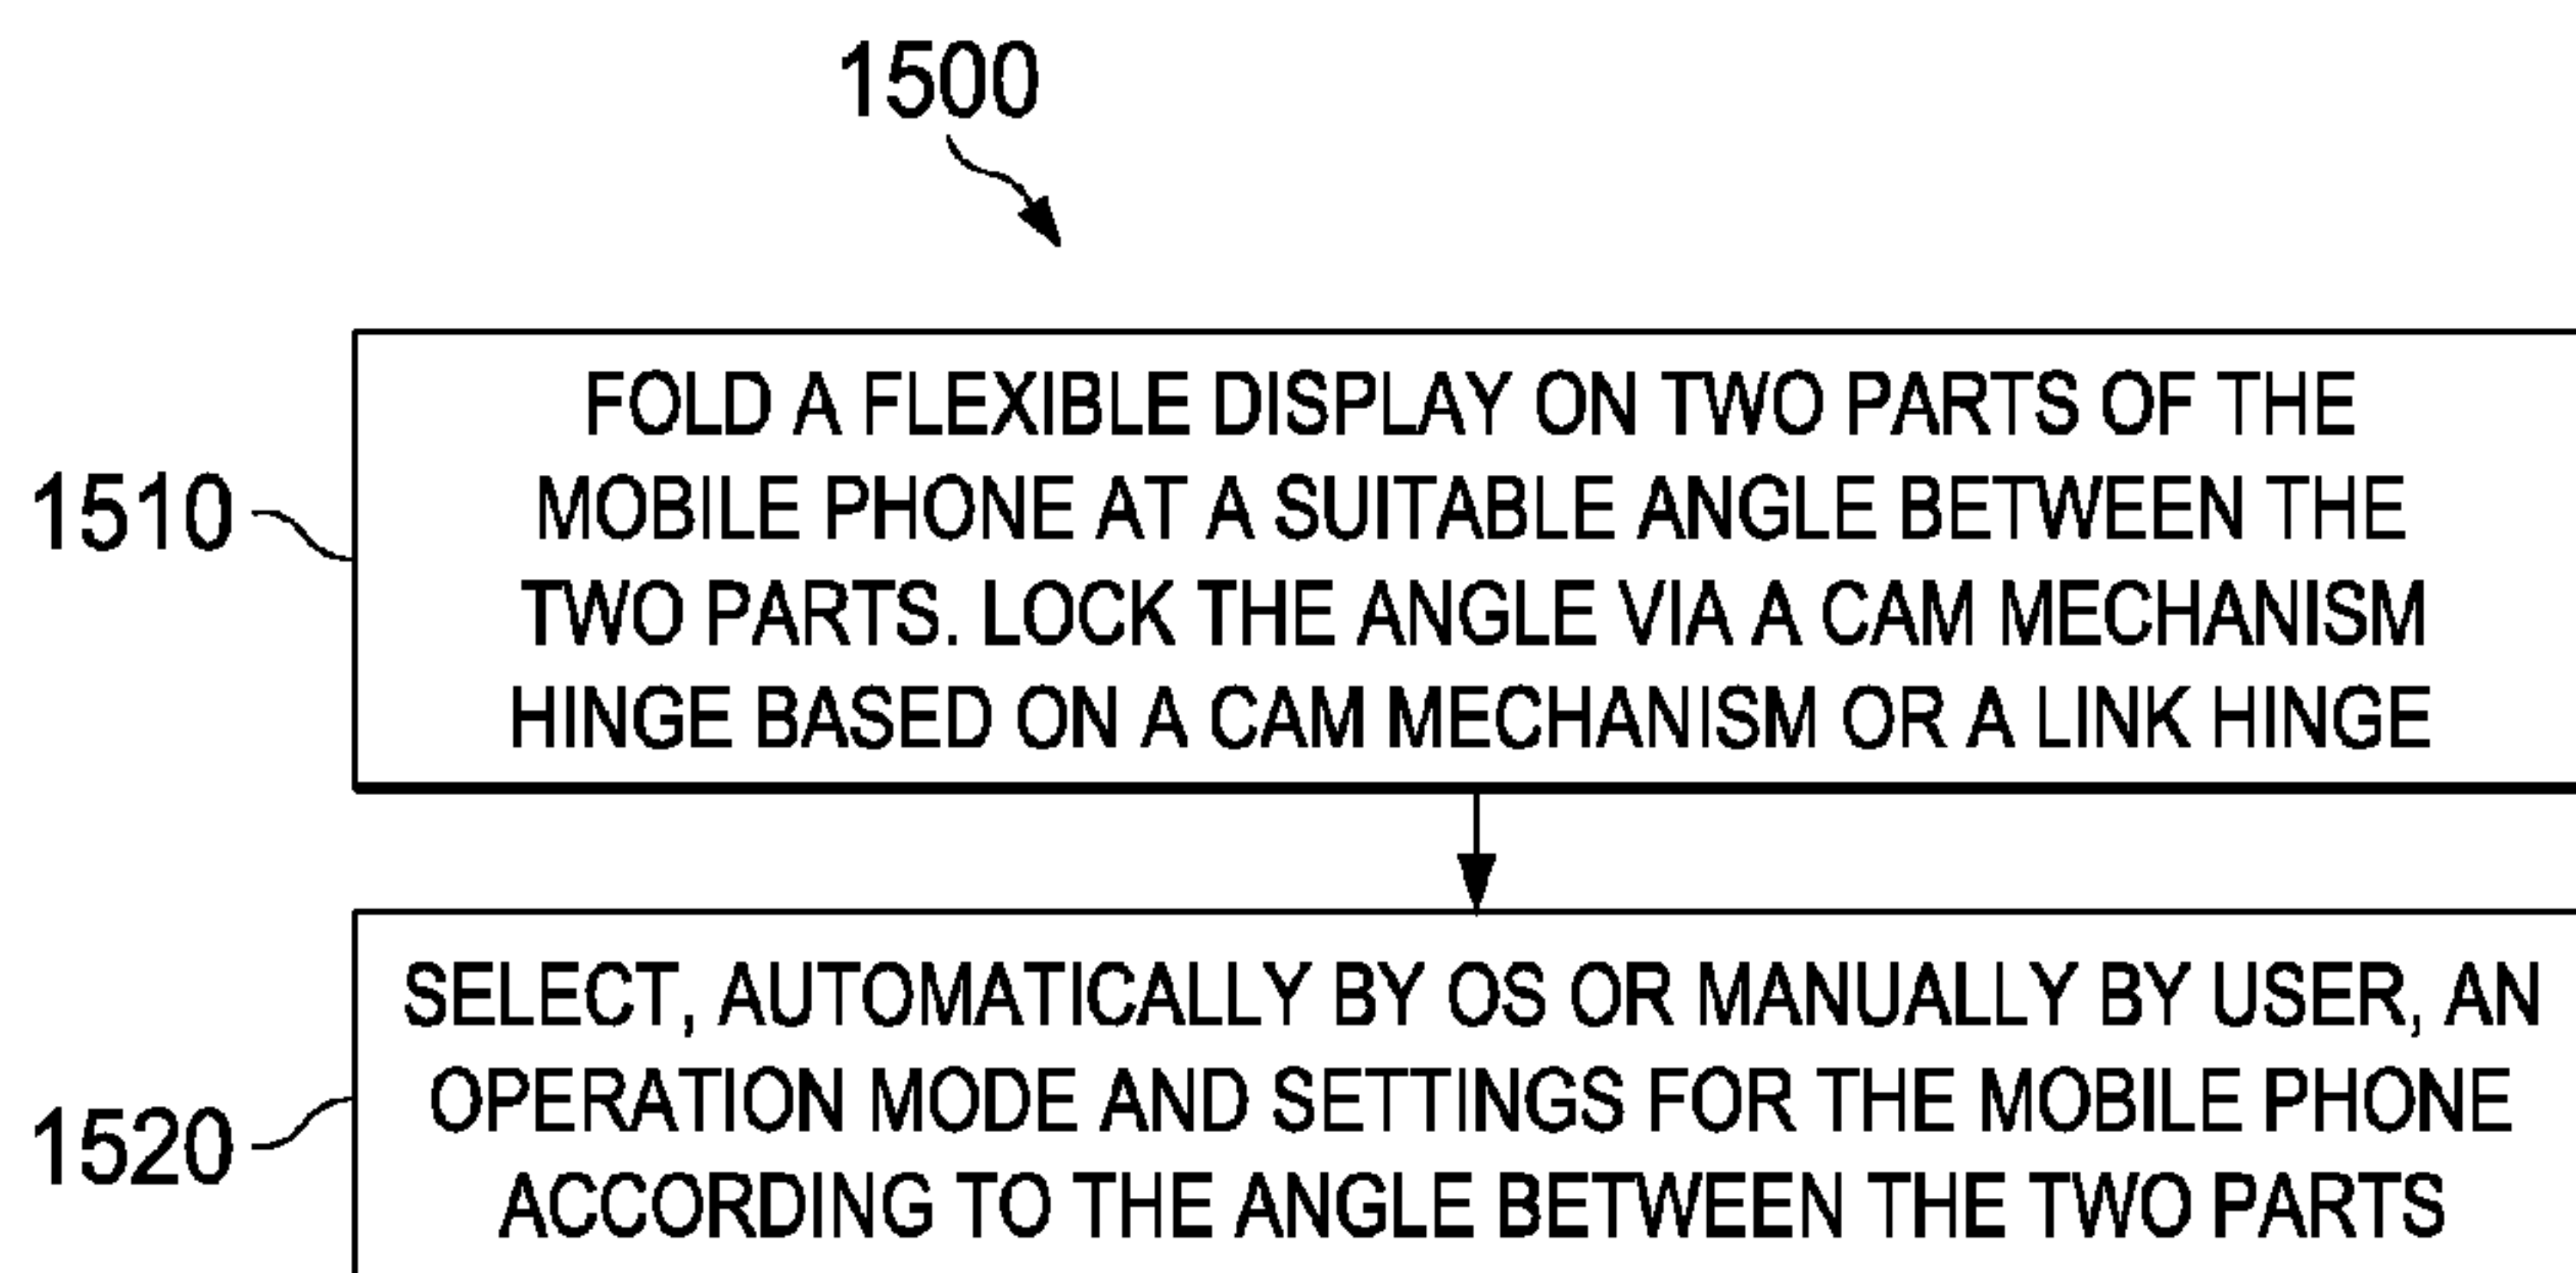 1500
FOLD A FLEXIBLE DISPLAY ON TWO PARTS OF THE
MOBILE PHONE AT A SUITABLE ANGLE BETWEEN THE
1510
TWO PARTS. LOCK THE ANGLE VIA A CAM MECHANISM
HINGE BASED ON A CAM MECHANISM OR A LINK HINGE
SELECT, AUTOMATICALLY BY OS OR MANUALLY BY USER, AN
OPERATION MODE AND SETTINGS FOR THE MOBILE PHONE
1520
ACCORDING TO THE ANGLE BETWEEN THE TWO PARTS